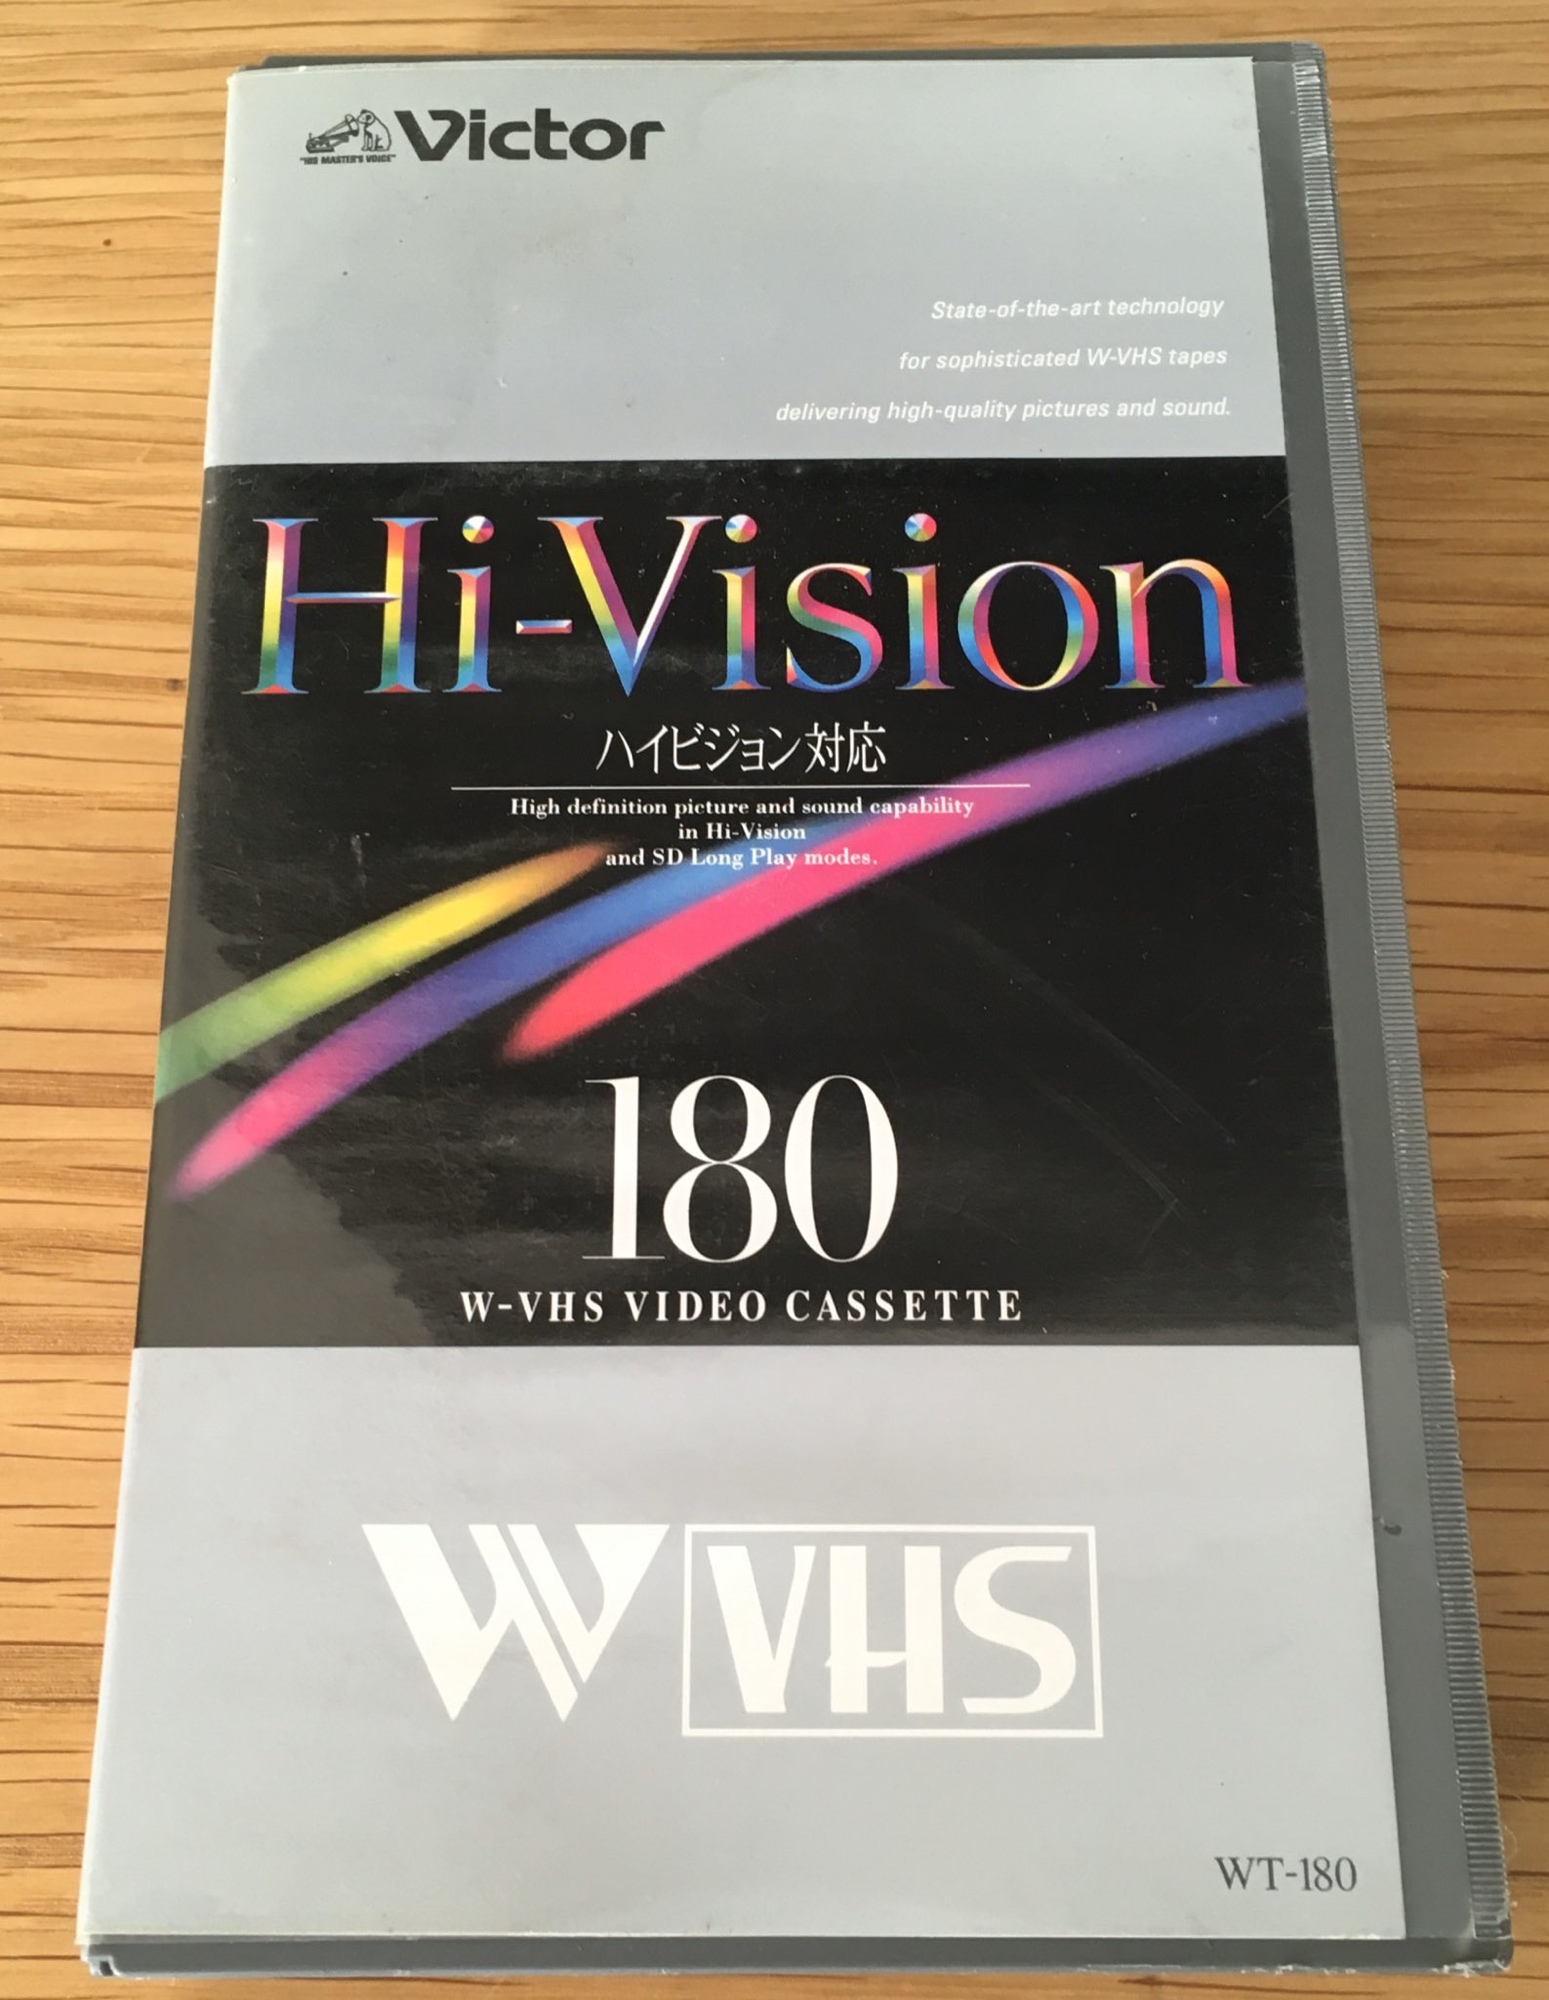 "HIS MASTER'S VOICE"
Victor
State-of-the-art technology
for sophisticated W-VHS tapes
delivering high-quality pictures and sound.
Hi-Vision
ハイビジョン対応
High definition picture and sound capability
in Hi-Vision
and SD Long Play modes.
180
W-VHS VIDEO CASSETTE
W VHS
WT-180